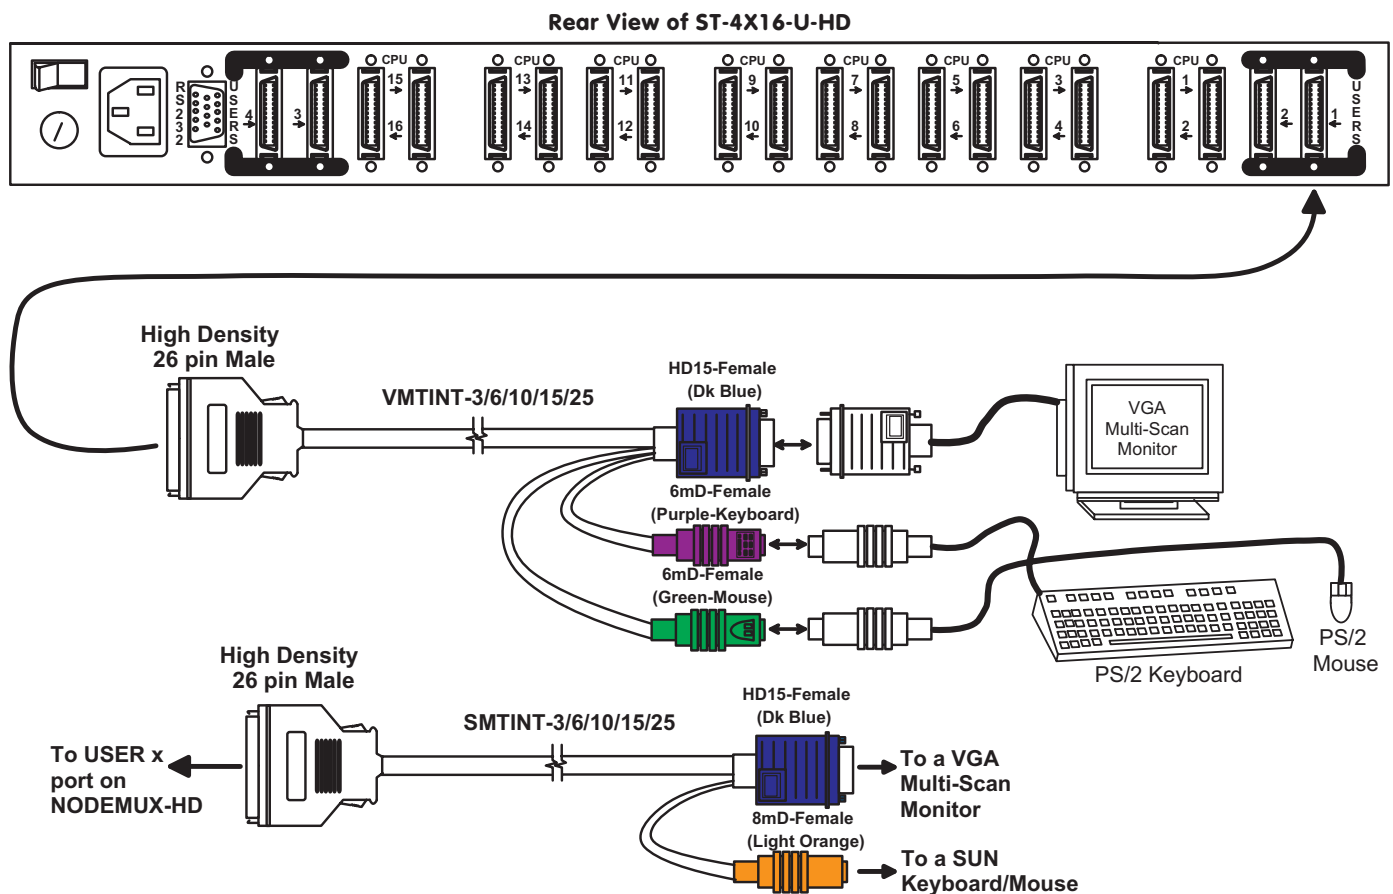 Rear View of ST-4X16-U-HD
RS232
USERS
4
3
CPU
15
16
CPU
13
14
CPU
11
12
CPU
9
10
CPU
7
8
CPU
5
6
CPU
3
4
CPU
1
2
2
1
USERS
High Density
26 pin Male
VMTINT-3/6/10/15/25
HD15-Female
(Dk Blue)
VGA
Multi-Scan
Monitor
6mD-Female
(Purple-Keyboard)
6mD-Female
(Green-Mouse)
PS/2 Keyboard
PS/2
Mouse
High Density
26 pin Male
SMTINT-3/6/10/15/25
HD15-Female
(Dk Blue)
To USER x
port on
NODEMUX-HD
To a VGA
Multi-Scan
Monitor
8mD-Female
(Light Orange)
To a SUN
Keyboard/Mouse